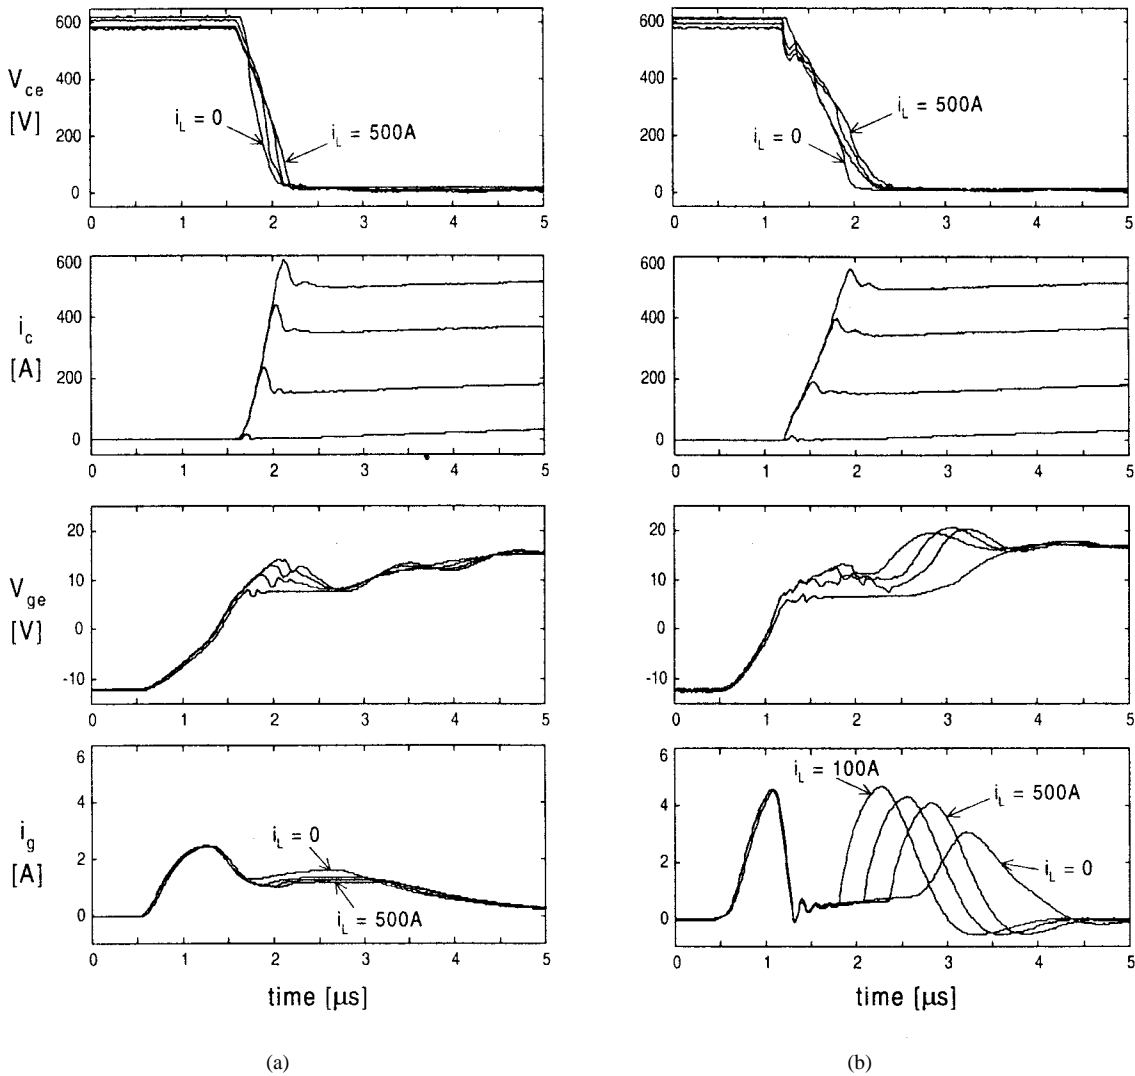 600
400
200
0
V_ce
[V]
i_L = 0
i_L = 500A
0 1 2 3 4 5
600
400
200
0
i_L = 500A
i_L = 0
0 1 2 3 4 5
600
400
200
0
i_c
[A]
0 1 2 3 4 5
600
400
200
0
0 1 2 3 4 5
20
10
0
-10
V_ge
[V]
0 1 2 3 4 5
20
10
0
-10
0 1 2 3 4 5
6
4
2
0
i_g
[A]
i_L = 0
i_L = 500A
0 1 2 3 4 5
time [μs]
6
4
2
0
i_L = 100A
i_L = 500A
i_L = 0
0 1 2 3 4 5
time [μs]
(a)
(b)